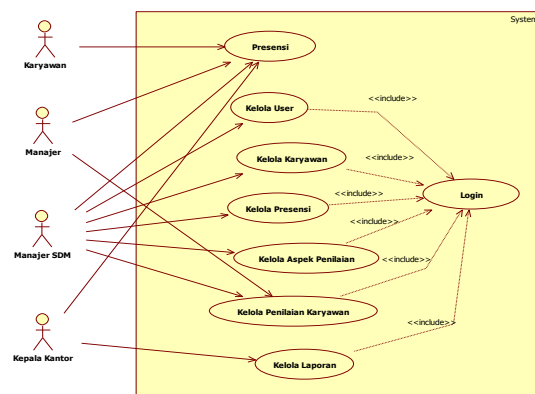 System
Karyawan
Presensi
<<include>>
Kelola User
<<include>>
Manajer
Kelola Karyawan
<<include>>
Login
Kelola Presensi
<<include>>
Manajer SDM
Kelola Aspek Penilaian
<<include>>
Kelola Penilaian Karyawan
<<include>>
Kepala Kantor
Kelola Laporan